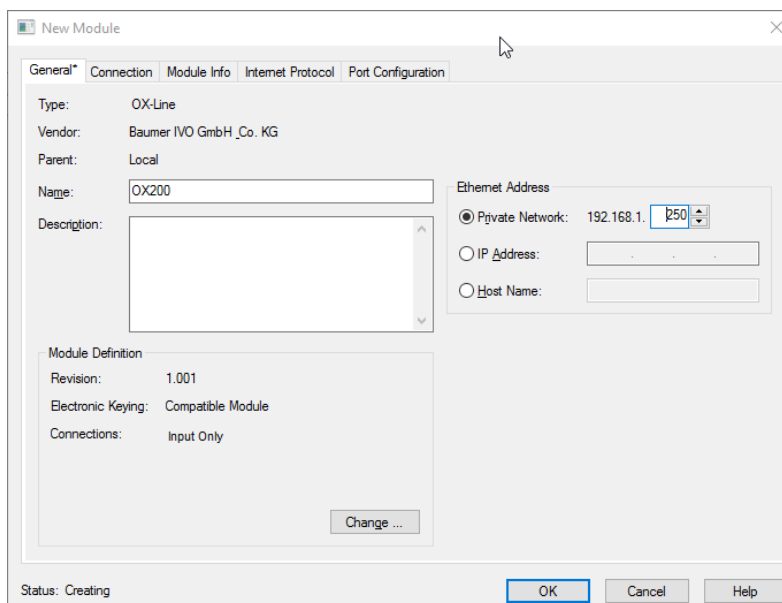 New Module
General* Connection Module Info Internet Protocol Port Configuration
Type: OX-Line
Vendor: Baumer IVO GmbH _Co. KG
Parent: Local
Name: OX200
Description:
Ethernet Address
Private Network: 192.168.1. 250
IP Address: . . .
Host Name:
Module Definition
Revision: 1.001
Electronic Keying: Compatible Module
Connections: Input Only
Change ...
Status: Creating
OK Cancel Help